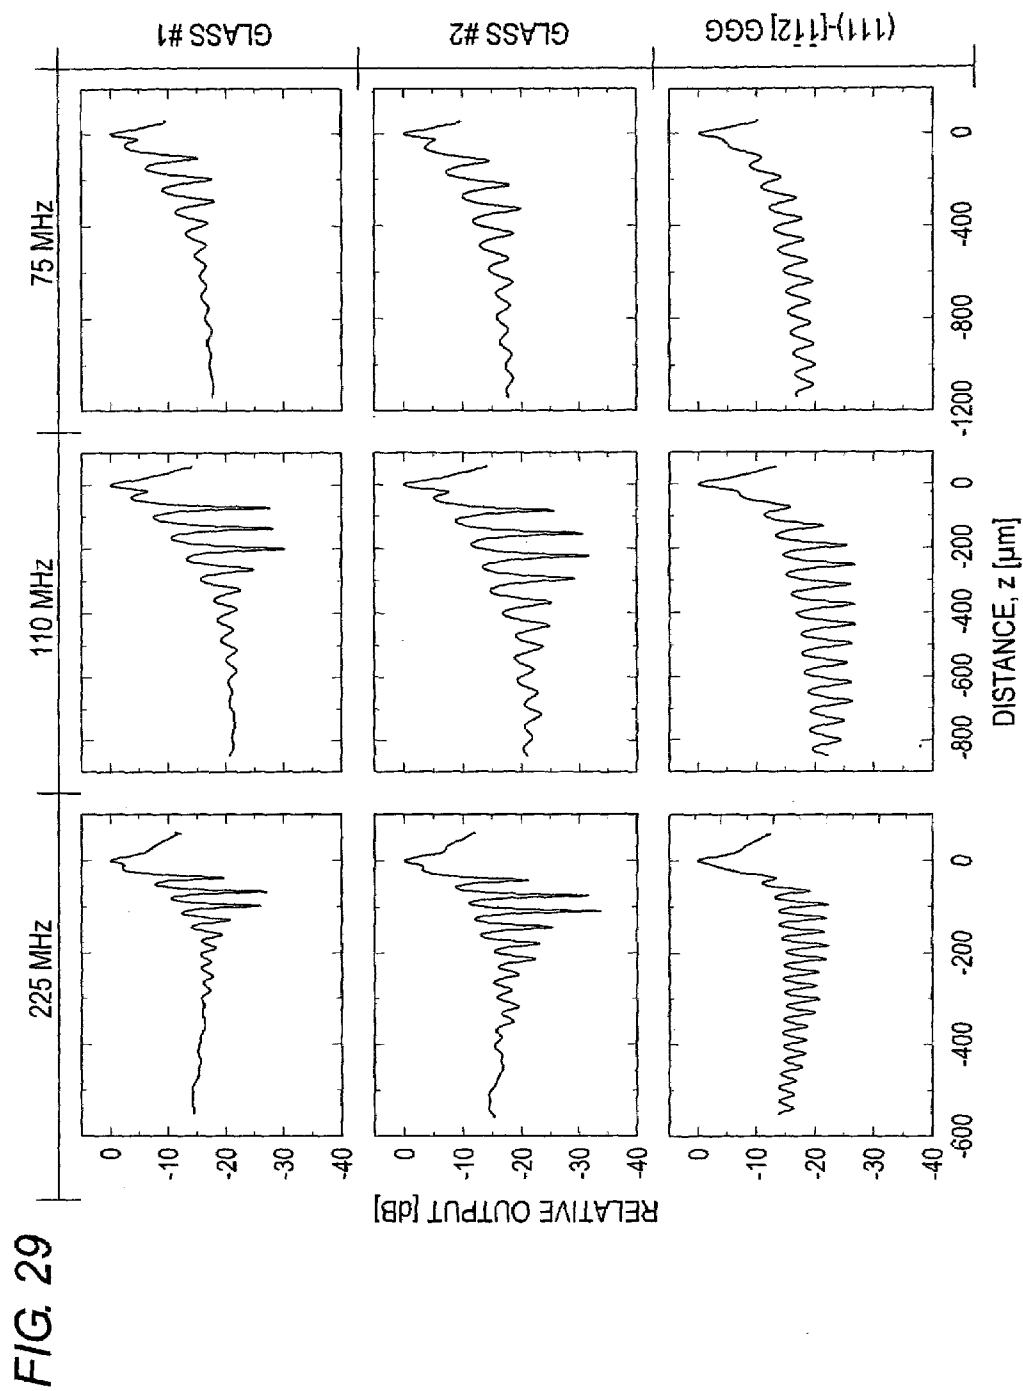 FIG. 29
225 MHz 110 MHz 75 MHz
0
-10
-20
-30
-40
GLASS #1
0
-10
-20
-30
-40
GLASS #2
0
-10
-20
-30
-40
(111)-[1̄1̄2] GGG
RELATIVE OUTPUT [dB]
-600 -400 -200 0
-800 -600 -400 -200 0
-1200 -800 -400 0
DISTANCE, z [µm]